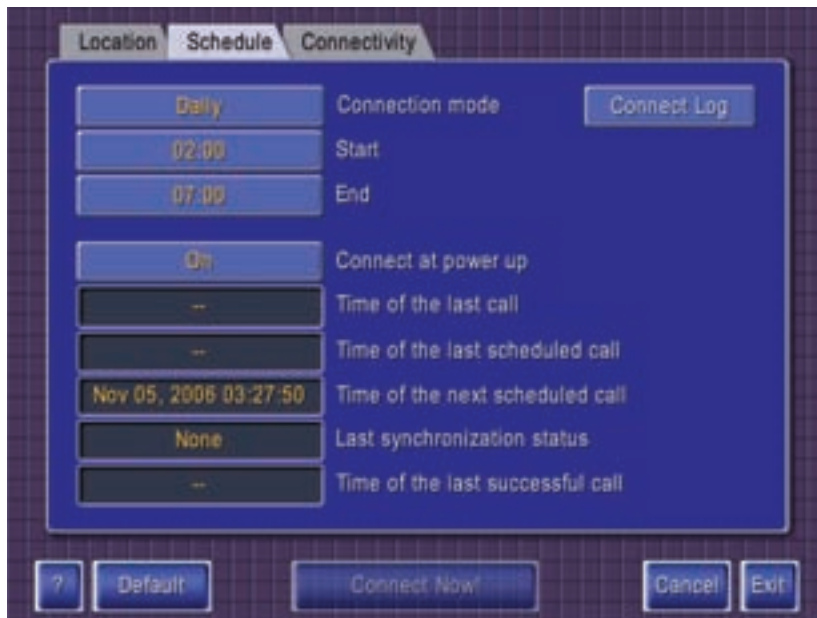 Location Schedule Connectivity
Daily Connection mode Connect Log
02:00 Start
07:00 End
On Connect at power up
-- Time of the last call
-- Time of the last scheduled call
Nov 05, 2006 03:27:50 Time of the next scheduled call
None Last synchronization status
-- Time of the last successful call
? Default Connect Now! Cancel Exit